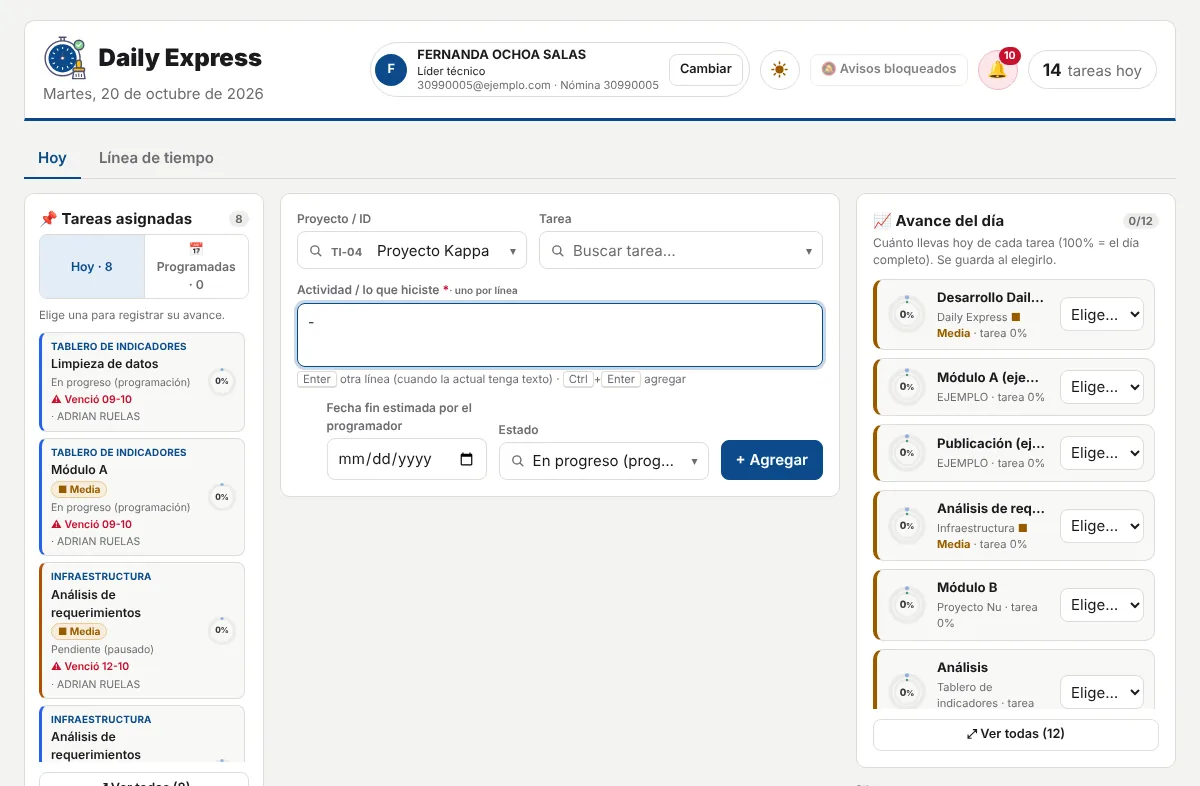 Daily Express
Martes, 20 de octubre de 2026
F
FERNANDA OCHOA SALAS
Líder técnico
30990005@ejemplo.com · Nómina 30990005
Cambiar
Avisos bloqueados
10
14 tareas hoy
Hoy
Línea de tiempo
Tareas asignadas
8
Hoy · 8
Programadas
· 0
Elige una para registrar su avance.
TABLERO DE INDICADORES
Limpieza de datos
En progreso (programación)
Venció 09-10
· ADRIAN RUELAS
0%
TABLERO DE INDICADORES
Módulo A
Media
En progreso (programación)
Venció 09-10
· ADRIAN RUELAS
0%
INFRAESTRUCTURA
Análisis de
requerimientos
Media
Pendiente (pausado)
Venció 12-10
· ADRIAN RUELAS
0%
INFRAESTRUCTURA
Análisis de
requerimientos
Proyecto / ID
TI-04 Proyecto Kappa
Tarea
Buscar tarea...
Actividad / lo que hiciste * · uno por línea
-
Enter otra línea (cuando la actual tenga texto) · Ctrl + Enter agregar
Fecha fin estimada por el
programador
mm/dd/yyyy
Estado
En progreso (prog...
+ Agregar
Avance del día
0/12
Cuánto llevas hoy de cada tarea (100% = el día
completo). Se guarda al elegirlo.
0%
Desarrollo Dail...
Daily Express
Media · tarea 0%
Elige...
0%
Módulo A (eje...
EJEMPLO · tarea 0%
Elige...
0%
Publicación (ej...
EJEMPLO · tarea 0%
Elige...
0%
Análisis de req...
Infraestructura
Media · tarea 0%
Elige...
0%
Módulo B
Proyecto Nu · tarea
0%
Elige...
0%
Análisis
Tablero de
indicadores · tarea
Elige...
Ver todas (12)